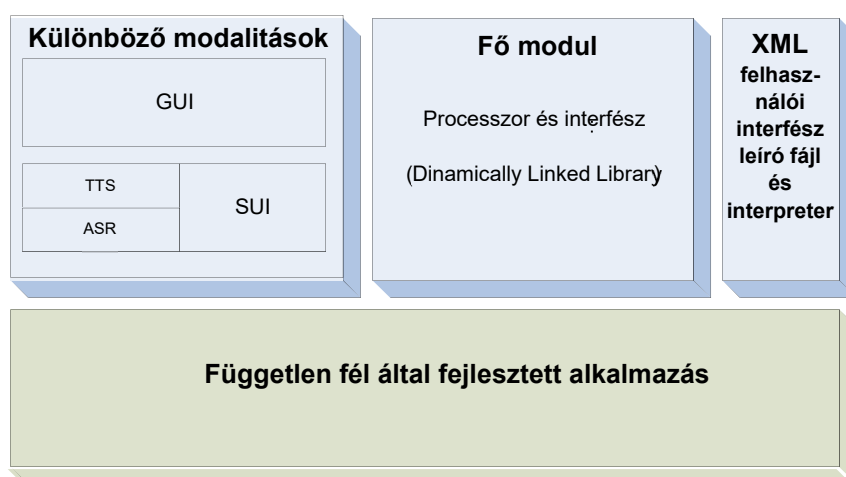 Különböző modalitások
GUI
TTS
ASR
SUI
Fő modul
Processzor és interfész
(Dinamically Linked Library)
XML
felhasz-
nálói
interfész
leíró fájl
és
interpreter
Független fél által fejlesztett alkalmazás